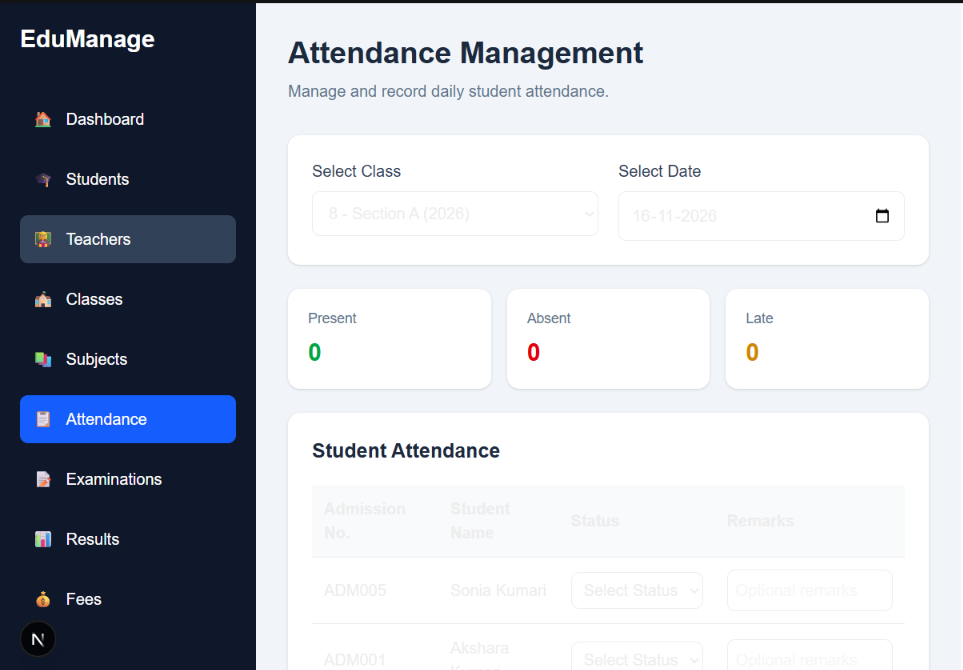 EduManage
Dashboard
Students
Teachers
Classes
Subjects
Attendance
Examinations
Results
Fees
N
Attendance Management
Manage and record daily student attendance.
Select Class
Select Date
8 - Section A (2026)
16-11-2026
Present
Absent
Late
0
0
0
Student Attendance
Admission No.
Student Name
Status
Remarks
ADM005
Sonia Kumari
Select Status
Optional remarks
ADM001
Akshara
Select Status
Optional remarks